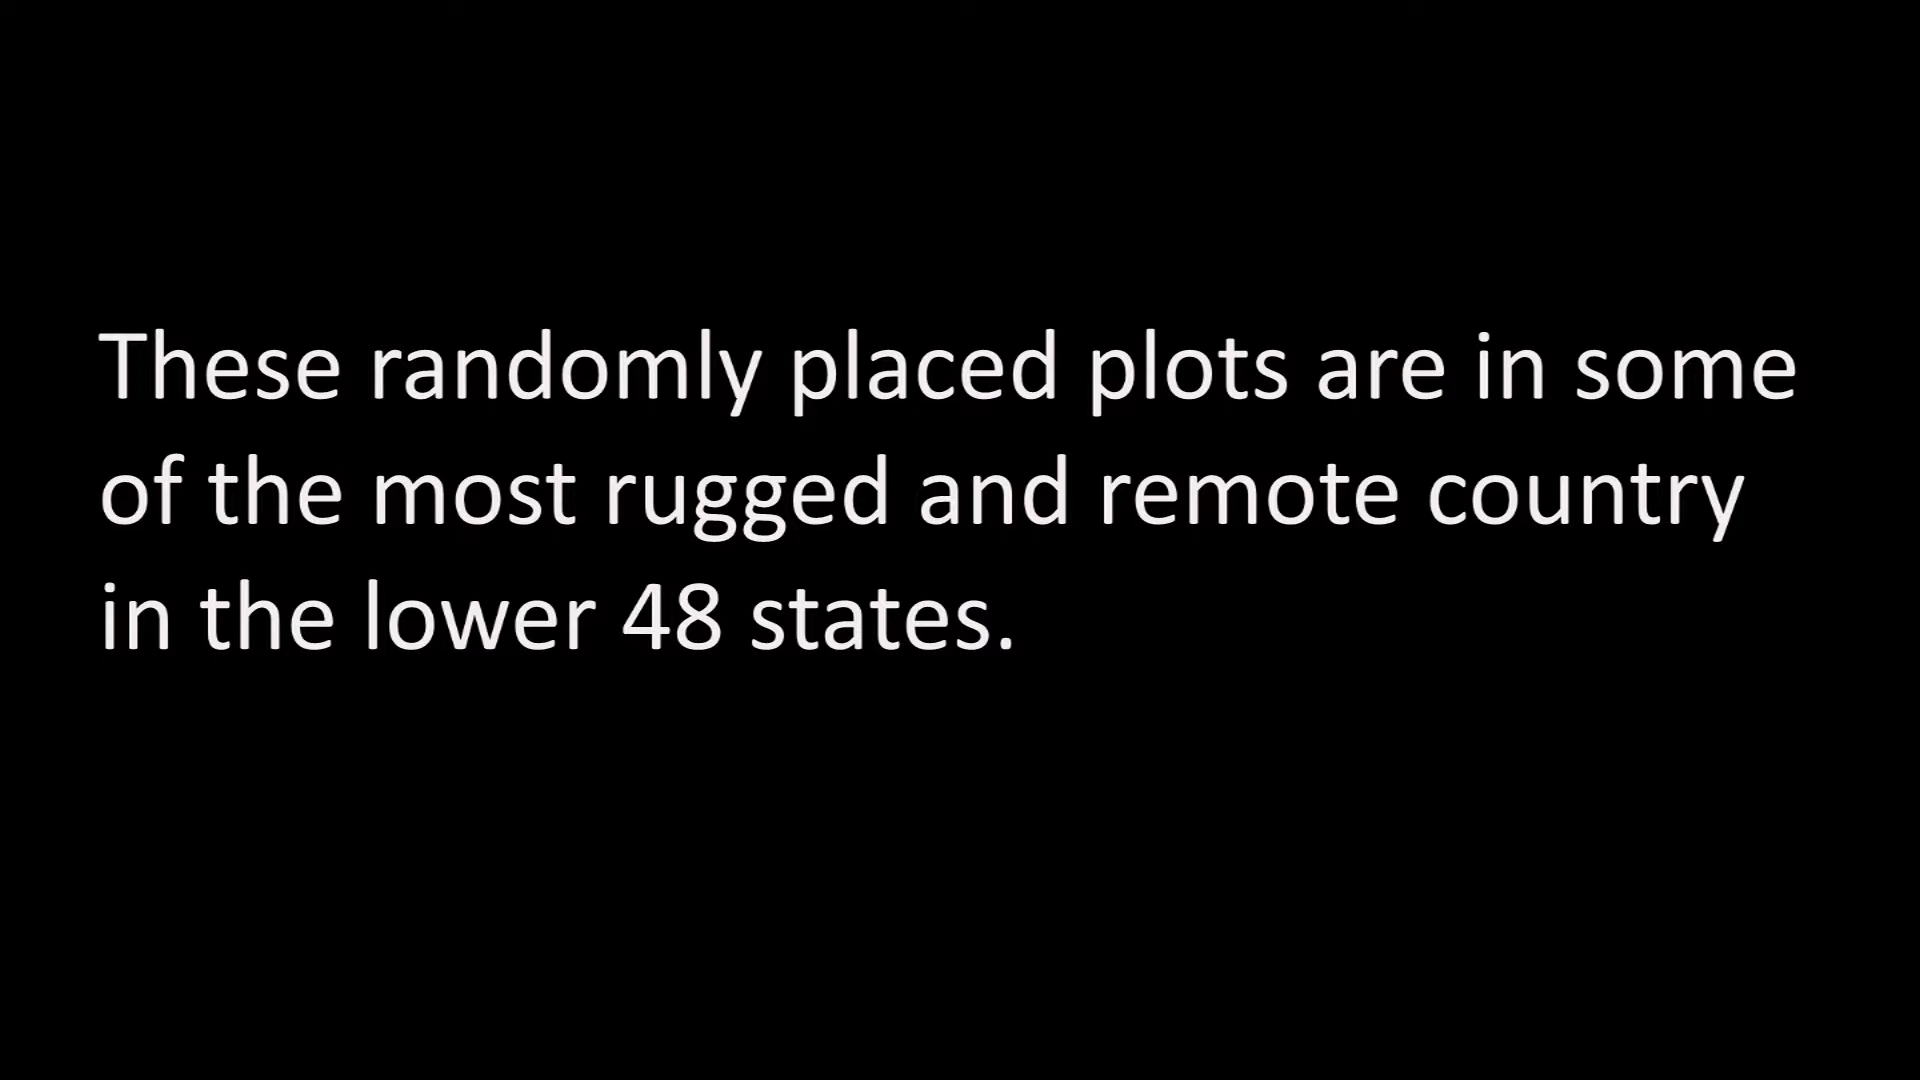 These randomly placed plots are in some
of the most rugged and remote country
in the lower 48 states.